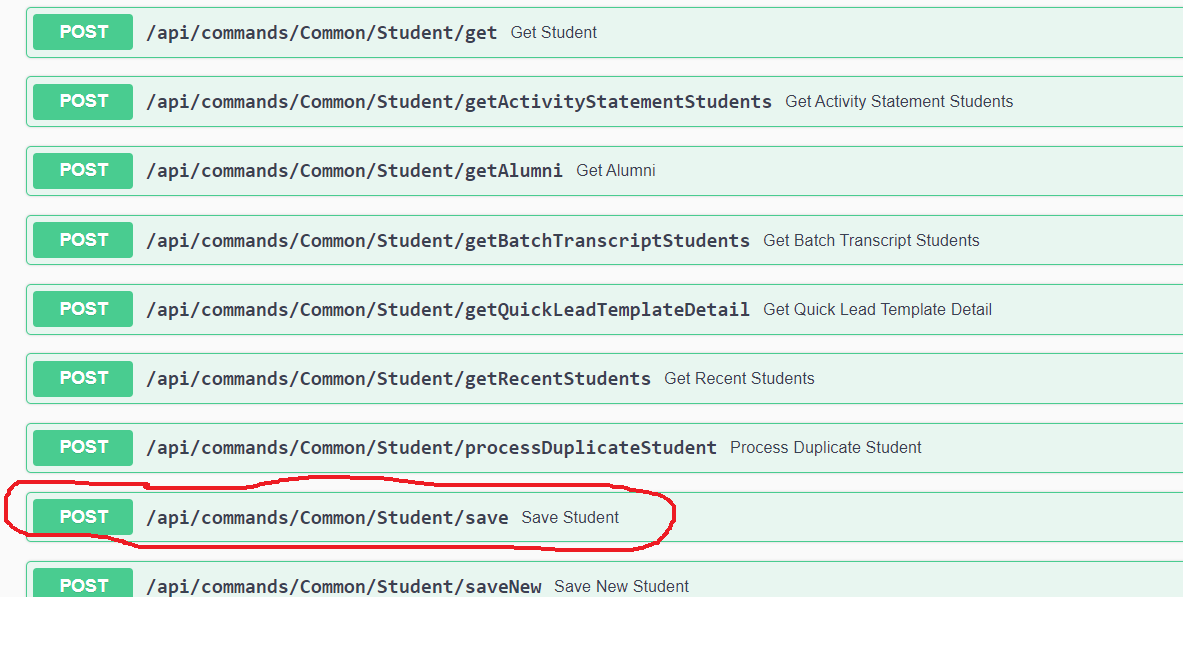 POST /api/commands/Common/Student/get Get Student
POST /api/commands/Common/Student/getActivityStatementStudents Get Activity Statement Students
POST /api/commands/Common/Student/getAlumni Get Alumni
POST /api/commands/Common/Student/getBatchTranscriptStudents Get Batch Transcript Students
POST /api/commands/Common/Student/getQuickLeadTemplateDetail Get Quick Lead Template Detail
POST /api/commands/Common/Student/getRecentStudents Get Recent Students
POST /api/commands/Common/Student/processDuplicateStudent Process Duplicate Student
POST /api/commands/Common/Student/save Save Student
POST /api/commands/Common/Student/saveNew Save New Student